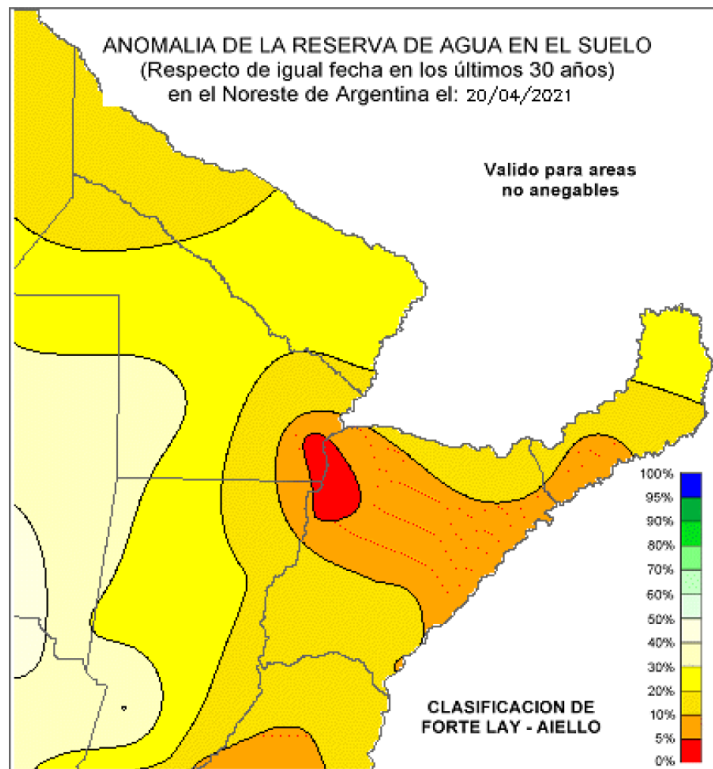 ANOMALIA DE LA RESERVA DE AGUA EN EL SUELO
(Respecto de igual fecha en los últimos 30 años)
en el Noreste de Argentina el: 20/04/2021
Valido para areas
no anegables
100%
95%
90%
80%
70%
60%
50%
40%
30%
20%
10%
5%
0%
CLASIFICACION DE
FORTE LAY - AIELLO